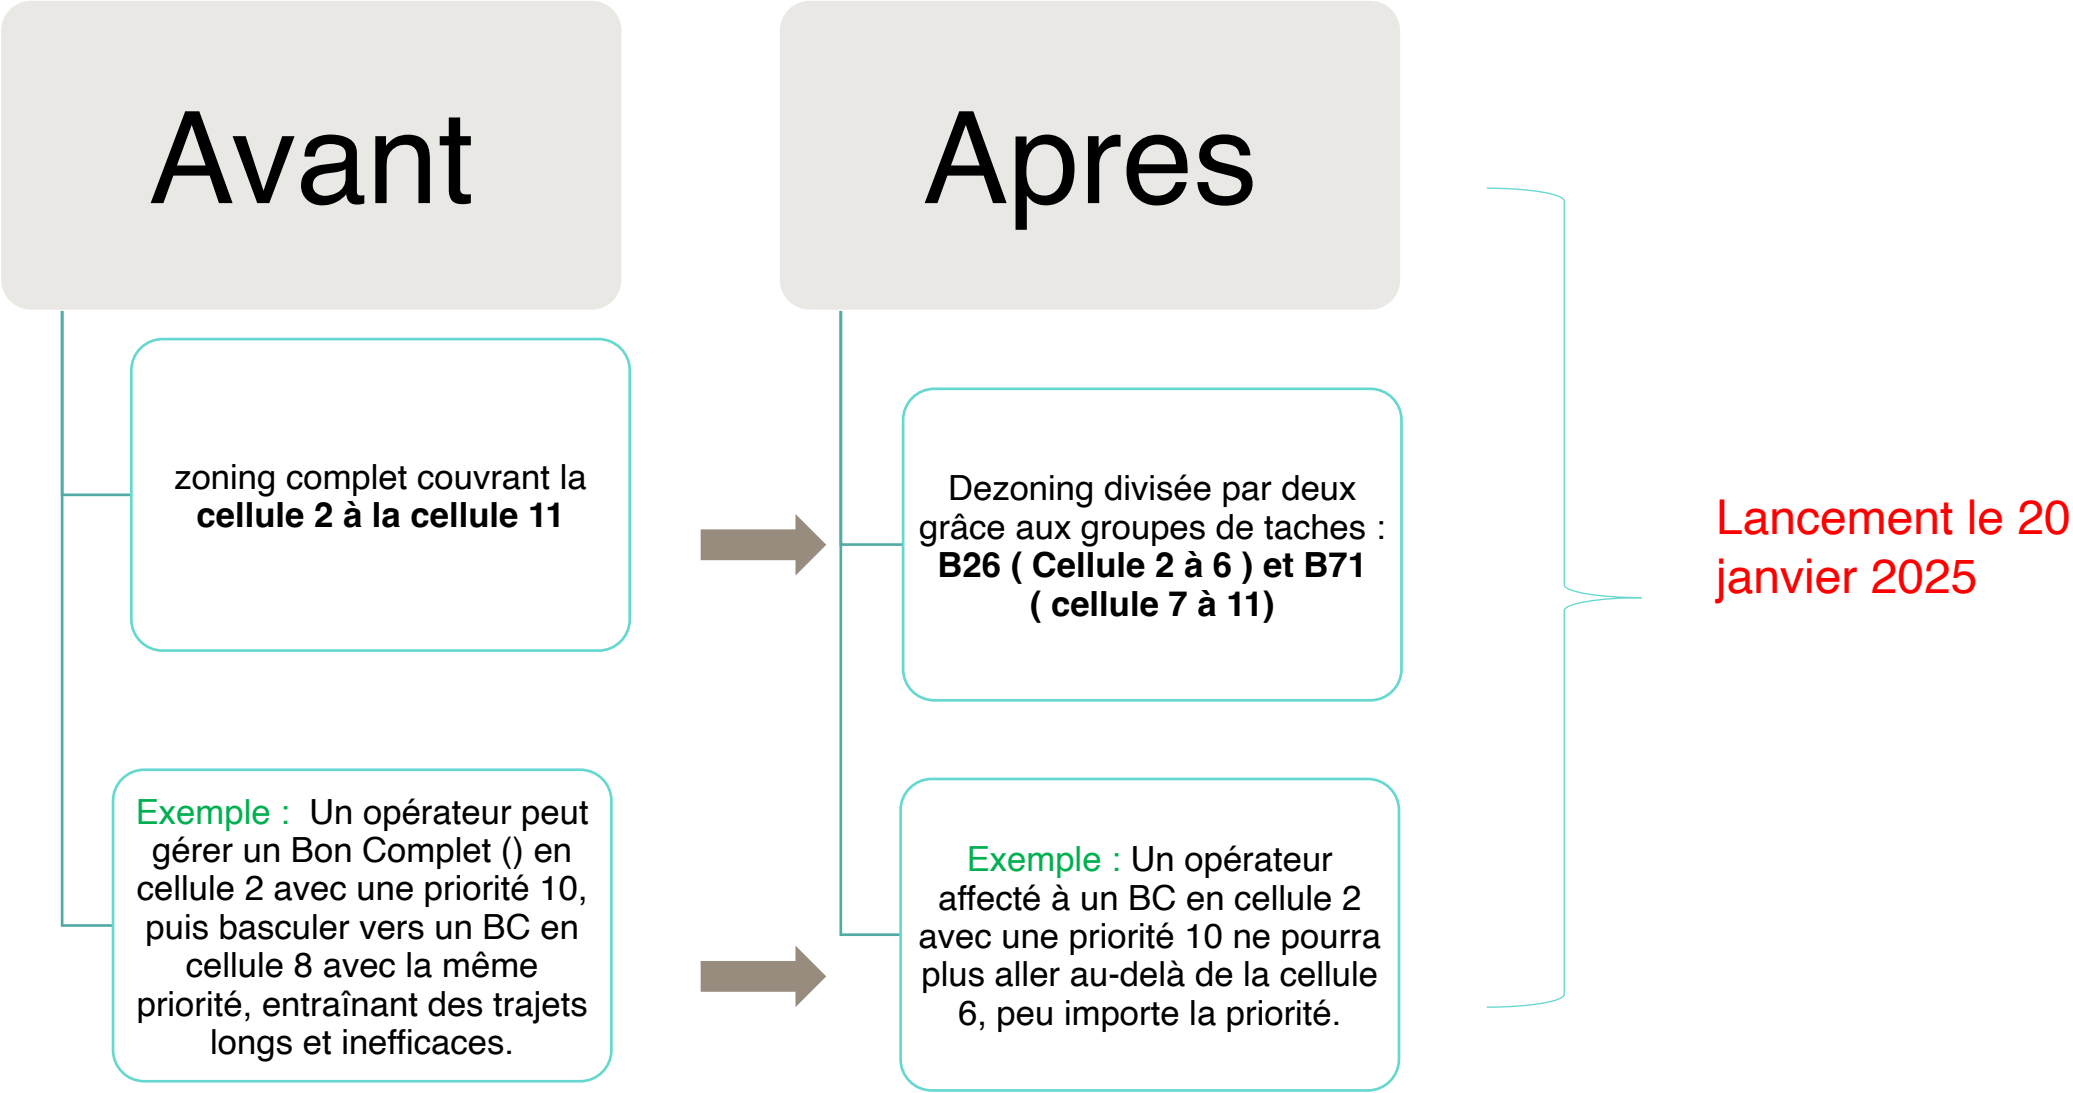 Avant
zoning complet couvrant la
cellule 2 à la cellule 11
Exemple :  Un opérateur peut
gérer un Bon Complet () en
cellule 2 avec une priorité 10,
puis basculer vers un BC en
cellule 8 avec la même
priorité, entraînant des trajets
longs et inefficaces.
Apres
Dezoning divisée par deux
grâce aux groupes de taches :
B26 ( Cellule 2 à 6 ) et B71
( cellule 7 à 11)
Exemple : Un opérateur
affecté à un BC en cellule 2
avec une priorité 10 ne pourra
plus aller au-delà de la cellule
6, peu importe la priorité.
Lancement le 20
janvier 2025